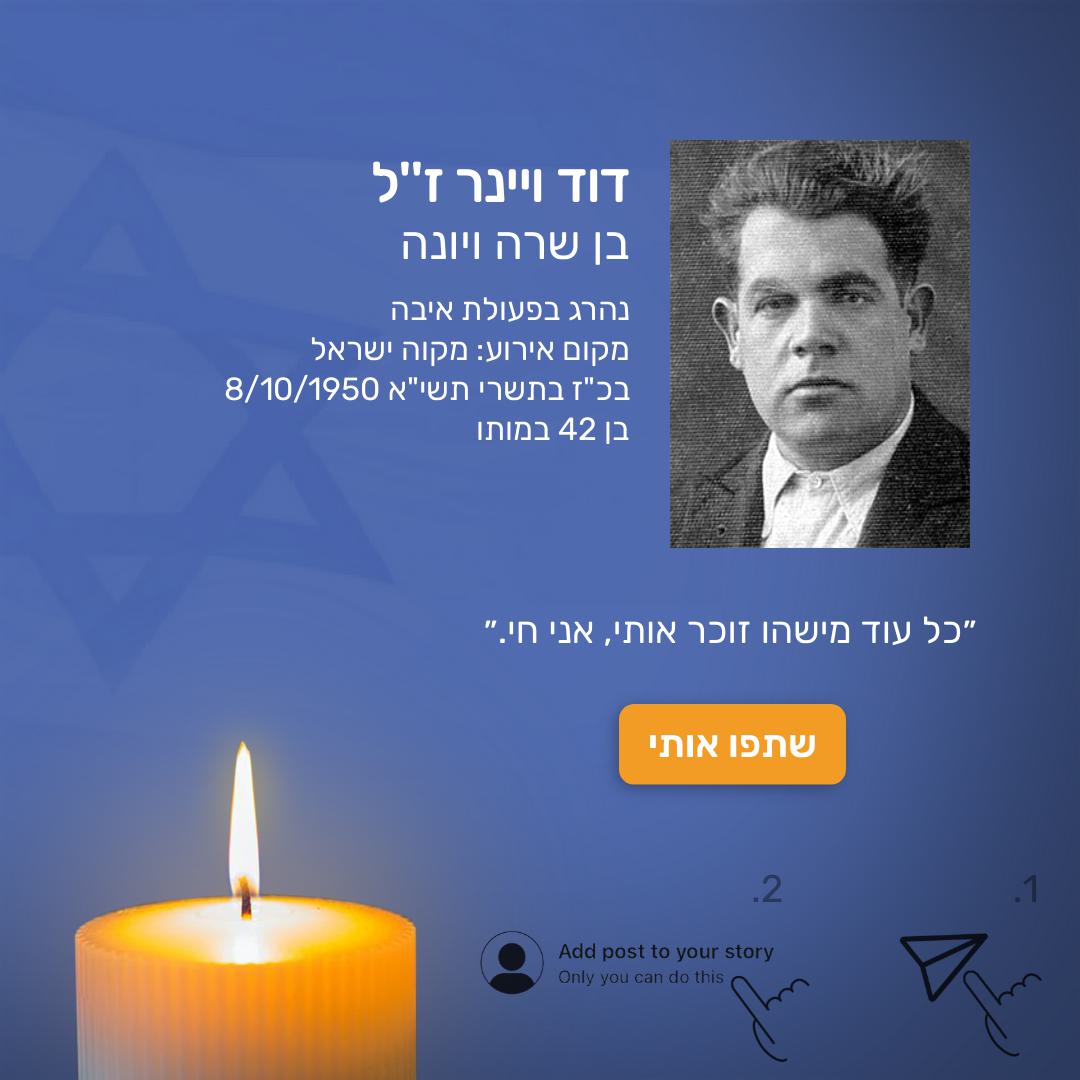 דוד ויינר ז"ל
בן שרה ויונה
נהרג בפעולת איבה
מקום אירוע: מקוה ישראל
בכ"ז בתשרי תשי"א 8/10/1950
בן 42 במותו
״כל עוד מישהו זוכר אותי, אני חי.״
שתפו אותי
1.
2.
Add post to your story
Only you can do this